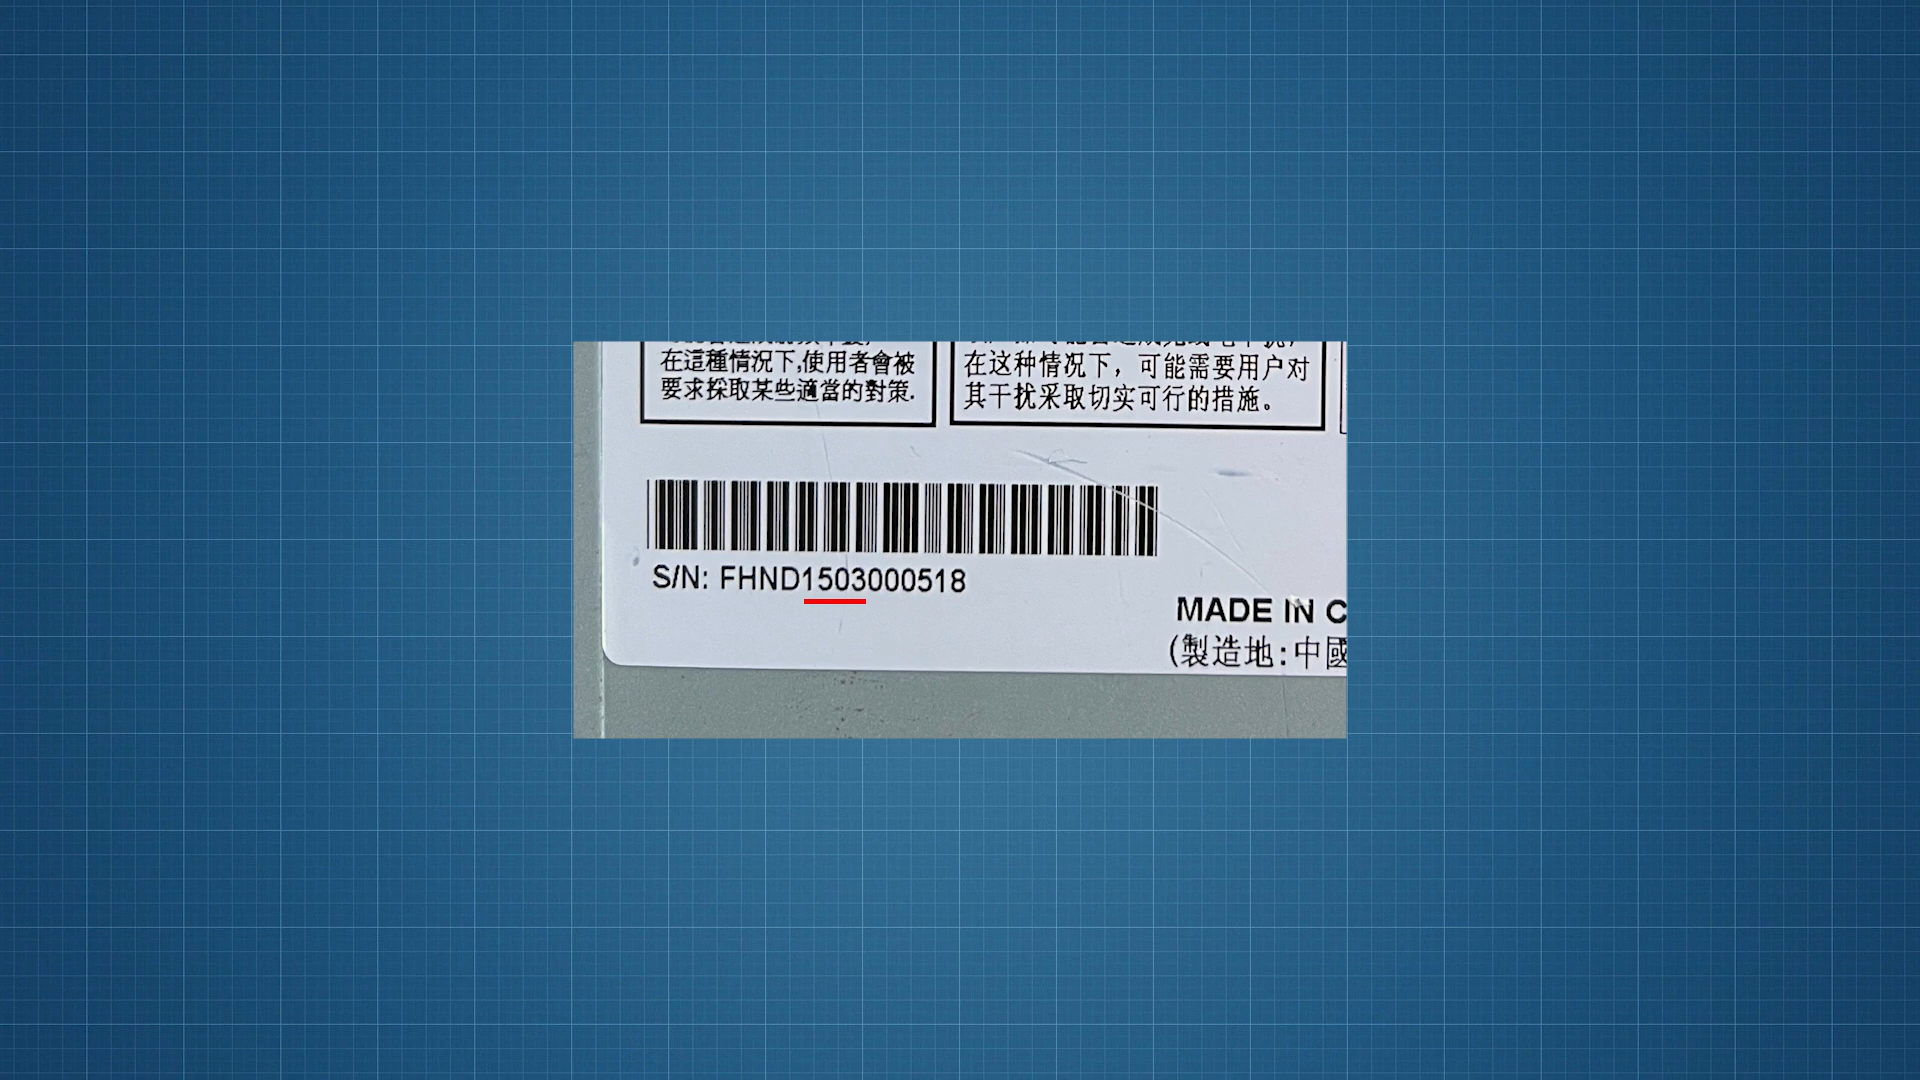 在這種情況下,使用者會被
要求採取某些適當的對策.
在这种情况下，可能需要用户对
其干扰采取切实可行的措施。
S/N: FHND1503000518
MADE IN C
(製造地:中國